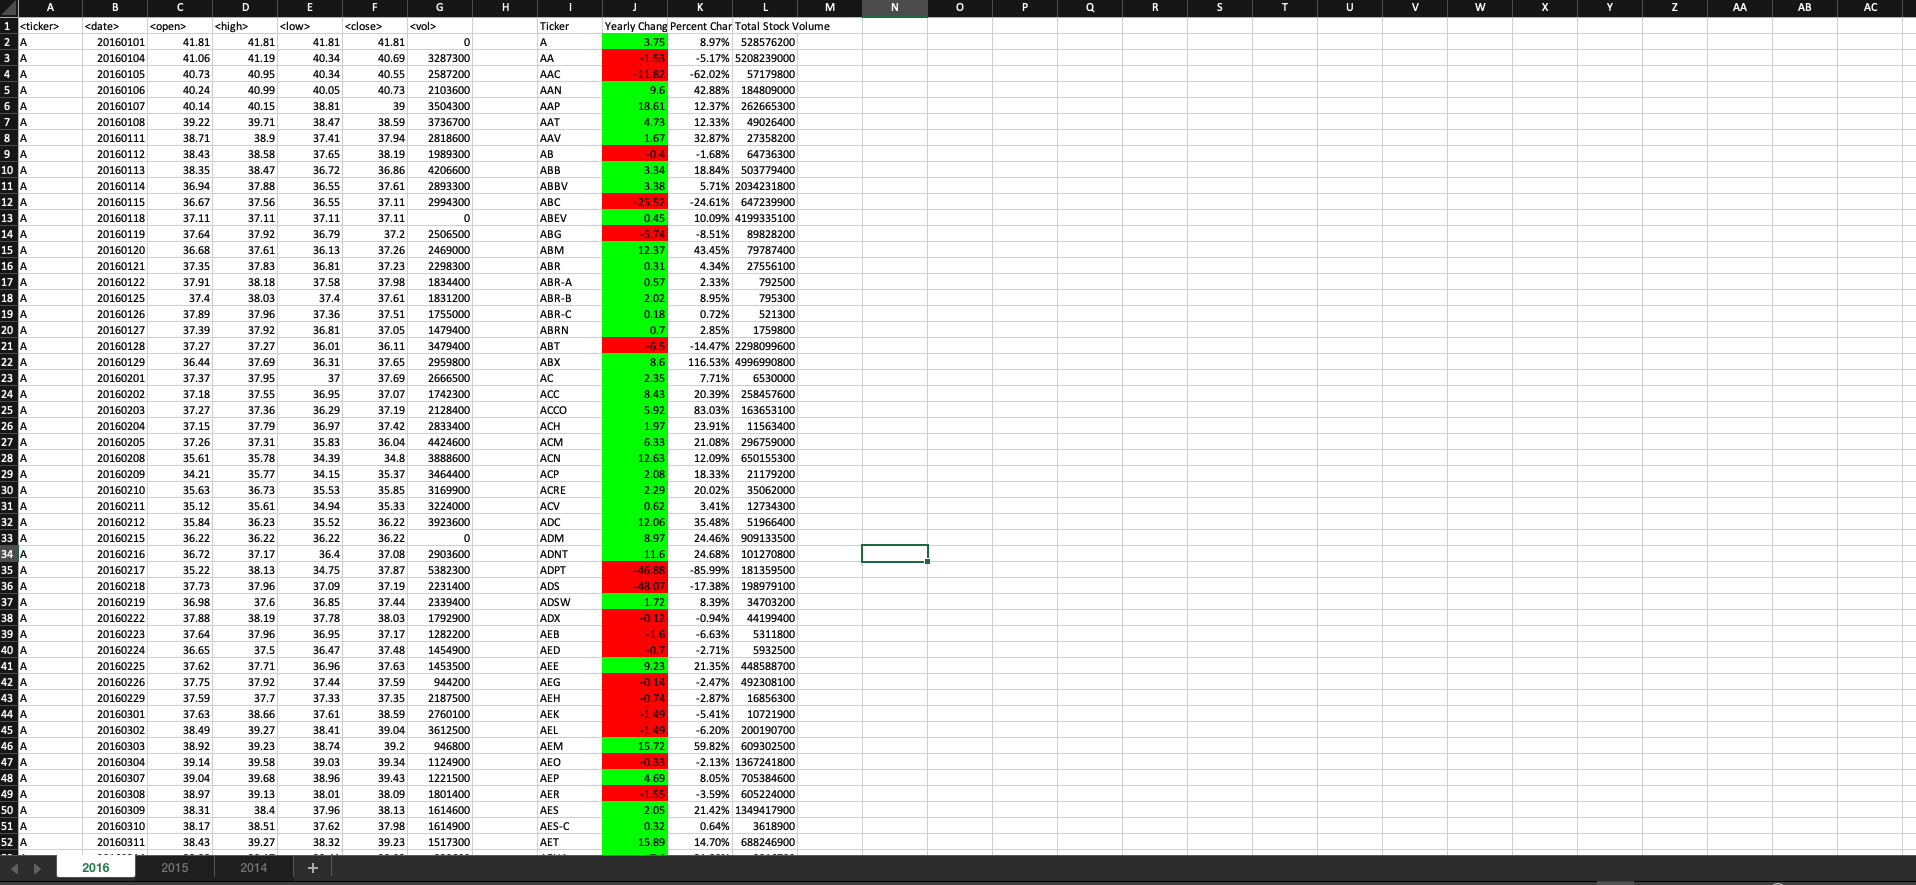 A B C D E F G H I J K L M N O P Q R S T U V W X Y Z AA AB AC
1 <ticker> <date> <open> <high> <low> <close> <vol> Ticker Yearly Chang Percent Char Total Stock Volume
2 A 20160101 41.81 41.81 41.81 41.81 0 A 3.75 8.97% 528576200
3 A 20160104 41.06 41.19 40.34 40.69 3287300 AA -1.53 -5.17% 5208239000
4 A 20160105 40.73 40.95 40.34 40.55 2587200 AAC -11.82 -62.02% 57179800
5 A 20160106 40.24 40.99 40.05 40.73 2103600 AAN 9.6 42.88% 184809000
6 A 20160107 40.14 40.15 38.81 39 3504300 AAP 18.61 12.37% 262665300
7 A 20160108 39.22 39.71 38.47 38.59 3736700 AAT 4.73 12.33% 49026400
8 A 20160111 38.71 38.9 37.41 37.94 2818600 AAV 1.67 32.87% 27358200
9 A 20160112 38.43 38.58 37.65 38.19 1989300 AB -0.4 -1.68% 64736300
10 A 20160113 38.35 38.47 36.72 36.86 4206600 ABB 3.34 18.84% 503779400
11 A 20160114 36.94 37.88 36.55 37.61 2893300 ABBV 3.38 5.71% 2034231800
12 A 20160115 36.67 37.56 36.55 37.11 2994300 ABC -25.52 -24.61% 647239900
13 A 20160118 37.11 37.11 37.11 37.11 0 ABEV 0.45 10.09% 4199335100
14 A 20160119 37.64 37.92 36.79 37.2 2506500 ABG -5.74 -8.51% 89828200
15 A 20160120 36.68 37.61 36.13 37.26 2469000 ABM 12.37 43.45% 79787400
16 A 20160121 37.35 37.83 36.81 37.23 2298300 ABR 0.31 4.34% 27556100
17 A 20160122 37.91 38.18 37.58 37.98 1834400 ABR-A 0.57 2.33% 792500
18 A 20160125 37.4 38.03 37.4 37.61 1831200 ABR-B 2.02 8.95% 795300
19 A 20160126 37.89 37.96 37.36 37.51 1755000 ABR-C 0.18 0.72% 521300
20 A 20160127 37.39 37.92 36.81 37.05 1479400 ABRN 0.7 2.85% 1759800
21 A 20160128 37.27 37.27 36.01 36.11 3479400 ABT -6.5 -14.47% 2298099600
22 A 20160129 36.44 37.69 36.31 37.65 2959800 ABX 8.6 116.53% 4996990800
23 A 20160201 37.37 37.95 37 37.69 2666500 AC 2.35 7.71% 6530000
24 A 20160202 37.18 37.55 36.95 37.07 1742300 ACC 8.43 20.39% 258457600
25 A 20160203 37.27 37.36 36.29 37.19 2128400 ACCO 5.92 83.03% 163653100
26 A 20160204 37.15 37.79 36.97 37.42 2833400 ACH 1.97 23.91% 11563400
27 A 20160205 37.26 37.31 35.83 36.04 4424600 ACM 6.33 21.08% 296759000
28 A 20160208 35.61 35.78 34.39 34.8 3888600 ACN 12.63 12.09% 650155300
29 A 20160209 34.21 35.77 34.15 35.37 3464400 ACP 2.08 18.33% 21179200
30 A 20160210 35.63 36.73 35.53 35.85 3169900 ACRE 2.29 20.02% 35062000
31 A 20160211 35.12 35.61 34.94 35.33 3224000 ACV 0.62 3.41% 12734300
32 A 20160212 35.84 36.23 35.52 36.22 3923600 ADC 12.06 35.48% 51966400
33 A 20160215 36.22 36.22 36.22 36.22 0 ADM 8.97 24.46% 909133500
34 A 20160216 36.72 37.17 36.4 37.08 2903600 ADNT 11.6 24.68% 101270800
35 A 20160217 35.22 38.13 34.75 37.87 5382300 ADPT -46.88 -85.99% 181359500
36 A 20160218 37.73 37.96 37.09 37.19 2231400 ADS -48.07 -17.38% 198979100
37 A 20160219 36.98 37.6 36.85 37.44 2339400 ADSW 1.72 8.39% 34703200
38 A 20160222 37.88 38.19 37.78 38.03 1792900 ADX -0.12 -0.94% 44199400
39 A 20160223 37.64 37.96 36.95 37.17 1282200 AEB -1.6 -6.63% 5311800
40 A 20160224 36.65 37.5 36.47 37.48 1454900 AED -0.7 -2.71% 5932500
41 A 20160225 37.62 37.71 36.96 37.63 1453500 AEE 9.23 21.35% 448588700
42 A 20160226 37.75 37.92 37.44 37.59 944200 AEG -0.14 -2.47% 492308100
43 A 20160229 37.59 37.7 37.33 37.35 2187500 AEH -0.74 -2.87% 16856300
44 A 20160301 37.63 38.66 37.61 38.59 2760100 AEK -1.49 -5.41% 10721900
45 A 20160302 38.49 39.27 38.41 39.04 3612500 AEL -1.49 -6.20% 200190700
46 A 20160303 38.92 39.23 38.74 39.2 946800 AEM 15.72 59.82% 609302500
47 A 20160304 39.14 39.58 39.03 39.34 1124900 AEO -0.33 -2.13% 1367241800
48 A 20160307 39.04 39.68 38.96 39.43 1221500 AEP 4.69 8.05% 705384600
49 A 20160308 38.97 39.13 38.01 38.09 1801400 AER -1.55 -3.59% 605224000
50 A 20160309 38.31 38.4 37.96 38.13 1614600 AES 2.05 21.42% 1349417900
51 A 20160310 38.17 38.51 37.62 37.98 1614900 AES-C 0.32 0.64% 3618900
52 A 20160311 38.43 39.27 38.32 39.23 1517300 AET 15.89 14.70% 688246900
2016 2015 2014 +